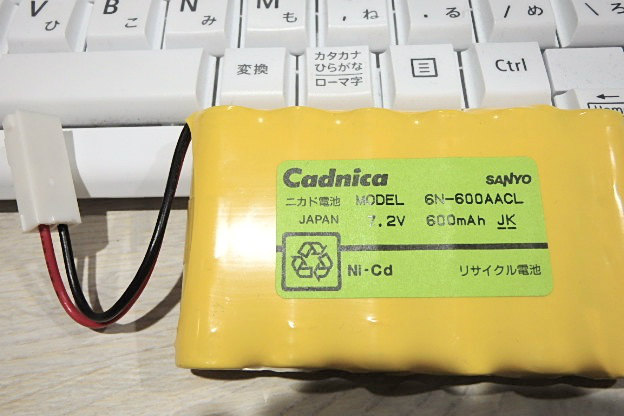 V
ひ
B
こ
N
み
M
も
,
ね
.
る
/
め
\
ろ
変換
カタカナ
ひらがな
ローマ字
Ctrl
←
Cadnica
SANYO
ニカド電池 MODEL 6N-600AACL
JAPAN 7.2V 600mAh JK
Ni-Cd リサイクル電池